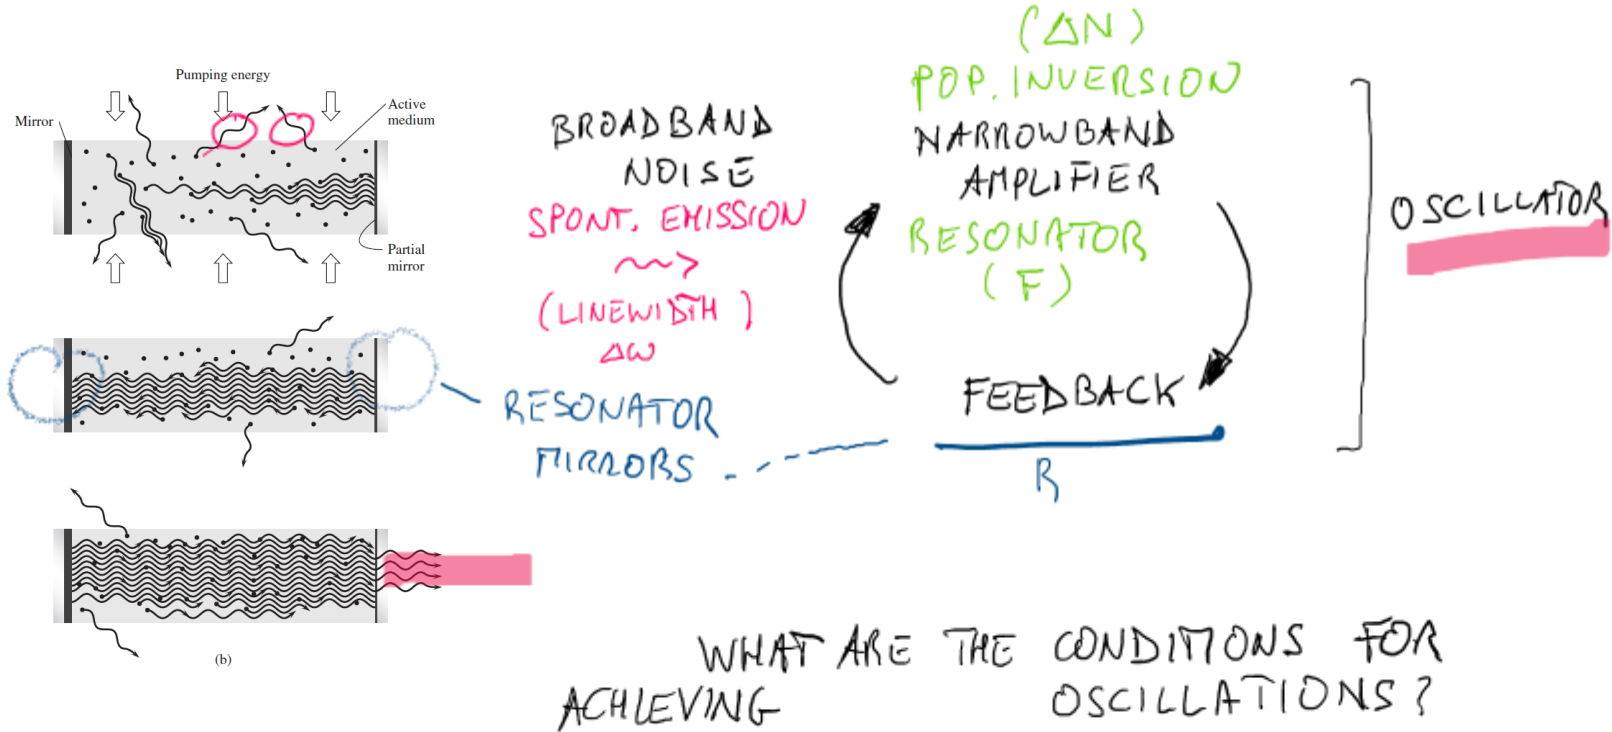 Pumping energy
Mirror
Active
medium
Partial
mirror
(b)
BROADBAND
NOISE
SPONT. EMISSION
(LINEWIDTH)
Δω
RESONATOR
MIRRORS
(ΔN)
POP. INVERSION
NARROWBAND
AMPLIFIER
RESONATOR
(F)
FEEDBACK
R
OSCILLATOR
WHAT ARE THE CONDITIONS FOR
ACHIEVING OSCILLATIONS?